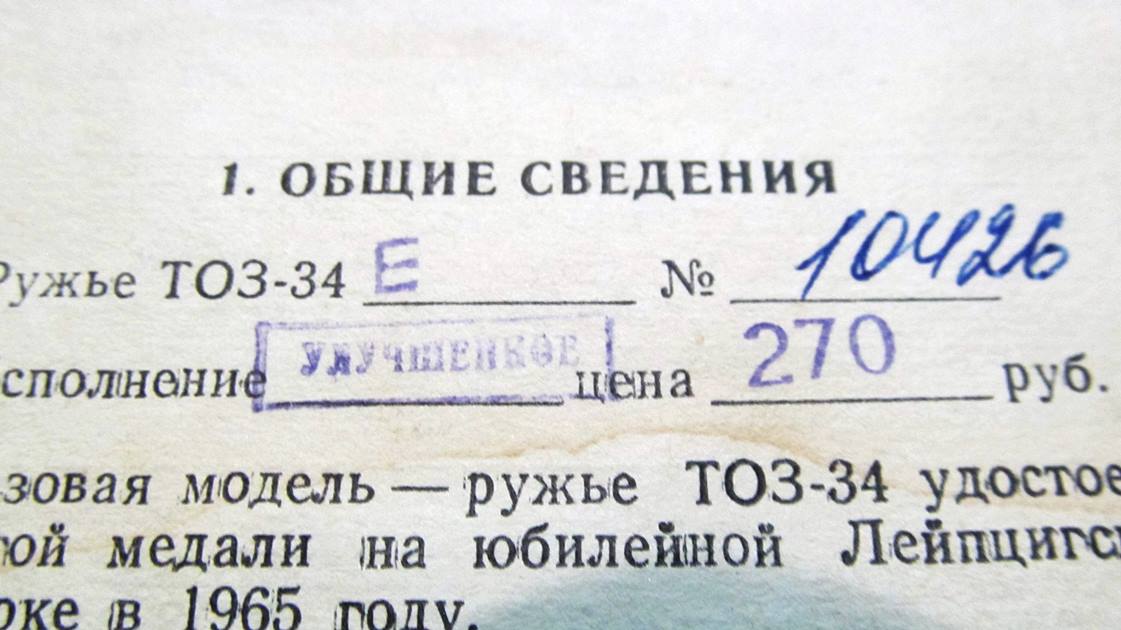 1. ОБЩИЕ СВЕДЕНИЯ
Ружье ТОЗ-34 Е № 10426
сполнение УЛУЧШЕННОЕ цена 270 руб.
зовая модель — ружье ТОЗ-34 удостое
ой медали на юбилейной Лейпцигс
рке в 1965 году.